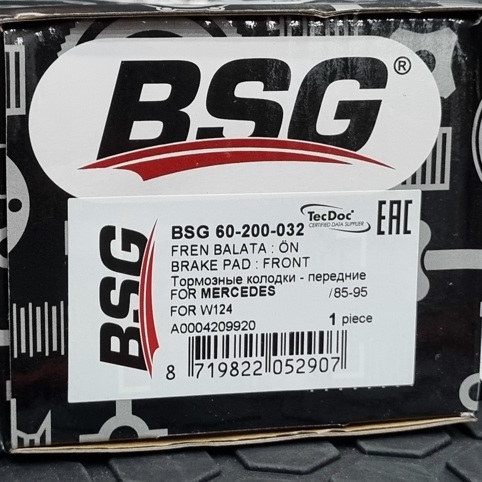 BSG®
BSG
BSG 60-200-032
TecDoc®
CERTIFIED DATA SUPPLIER
EAC
FREN BALATA : ÖN
BRAKE PAD : FRONT
Тормозные колодки - передние
FOR MERCEDES /85-95
FOR W124
A0004209920 1 piece
8 719822 052907